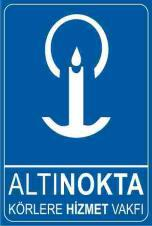 ALTINOKTA
KÖRLERE HİZMET VAKFI